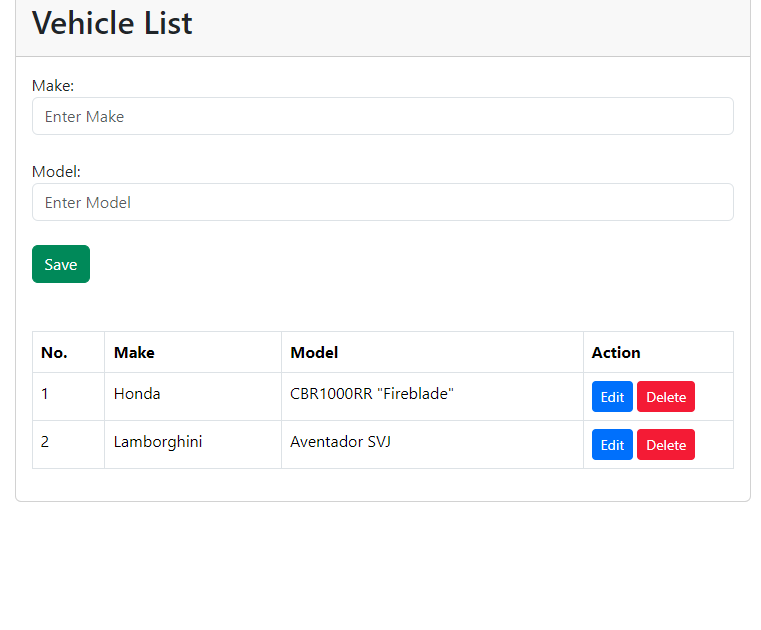 Vehicle List
Make:
Enter Make
Model:
Enter Model
Save
No. Make Model Action
1 Honda CBR1000RR "Fireblade" Edit Delete
2 Lamborghini Aventador SVJ Edit Delete